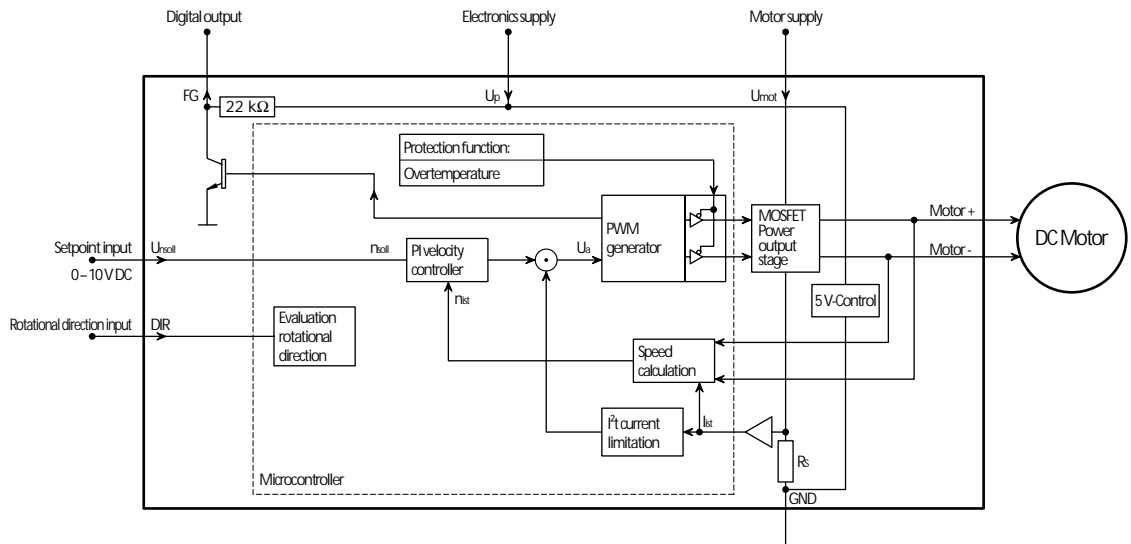 Digital output
Electronics supply
Motor supply
FG
22 kΩ
Up
Umot
Protection function:
Overtemperature
PWM
generator
MOSFET
Power
output
stage
Motor +
Motor -
DC Motor
Setpoint input
0 – 10 V DC
Unsoll
nsoll
PI velocity
controller
Ua
nist
5 V-Control
Rotational direction input
DIR
Evaluation
rotational
direction
Speed
calculation
I²t current
limitation
Iist
RS
Microcontroller
GND